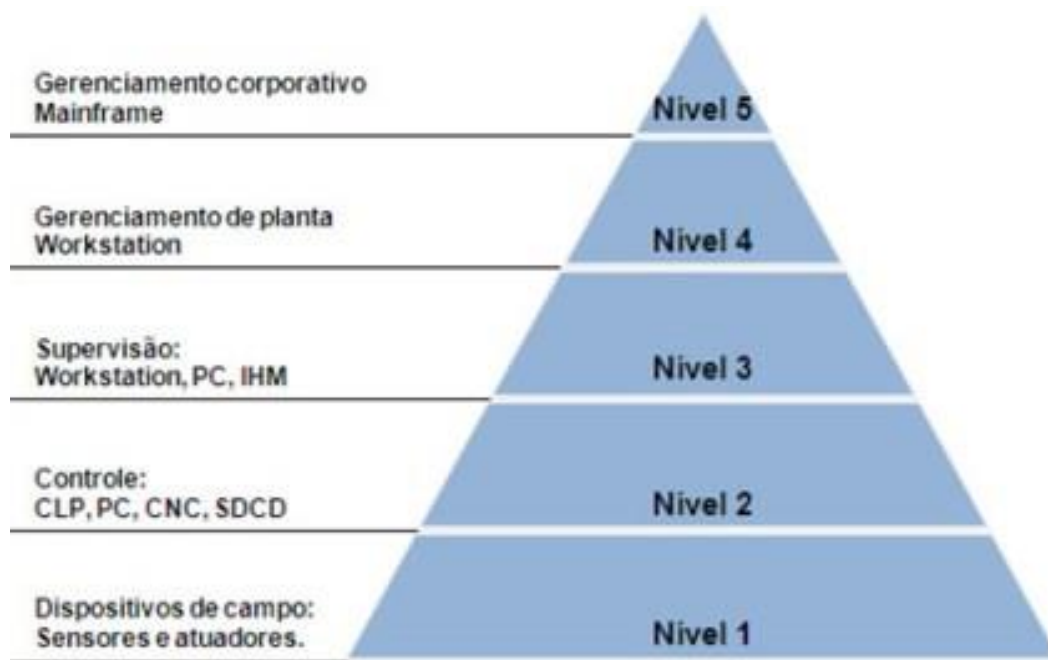 Gerenciamento corporativo
Mainframe
Nivel 5
Gerenciamento de planta
Workstation
Nivel 4
Supervisão:
Workstation, PC, IHM
Nivel 3
Controle:
CLP, PC, CNC, SDCD
Nivel 2
Dispositivos de campo:
Sensores e atuadores.
Nivel 1